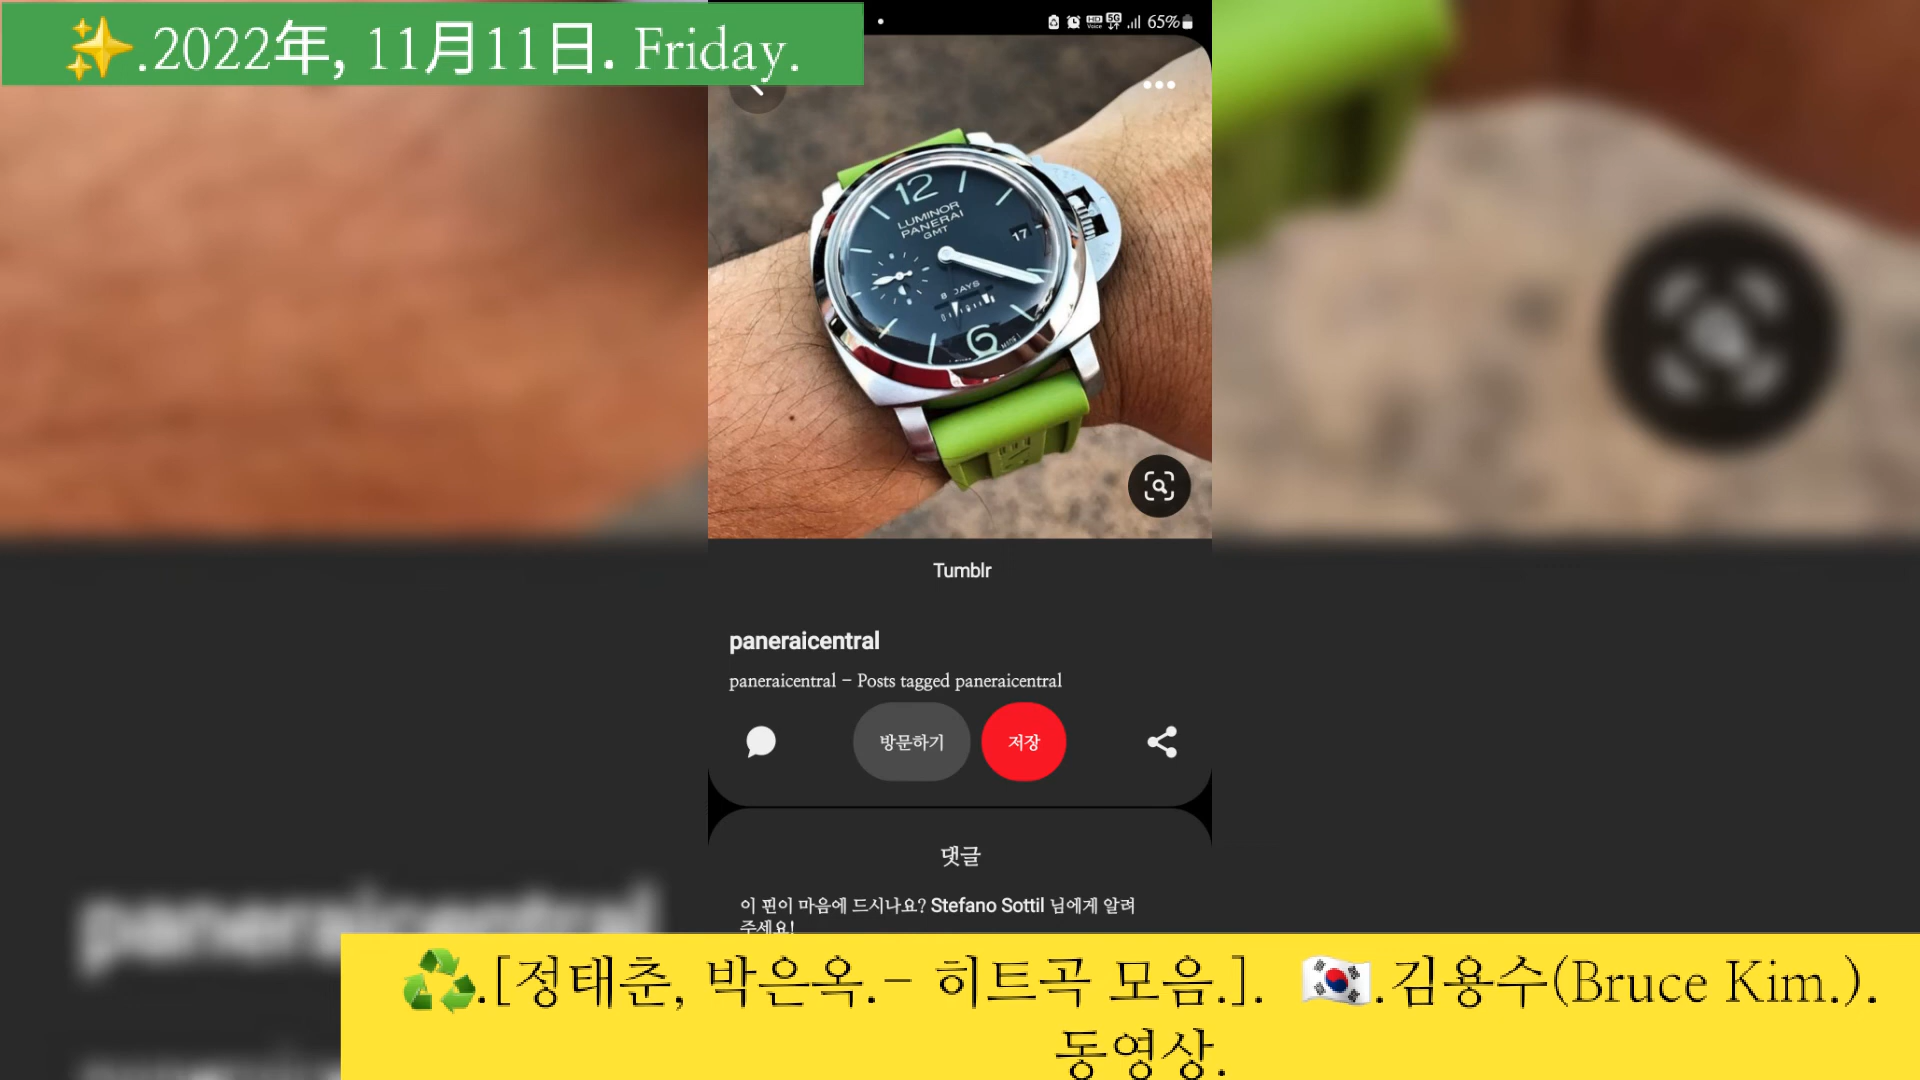 ✨.2022年, 11月11日. Friday.
65%
12
LUMINOR
PANERAI
GMT
17
8 DAYS
6
Tumblr
paneraicentral
paneraicentral – Posts tagged paneraicentral
방문하기
저장
댓글
이 핀이 마음에 드시나요? Stefano Sottil 님에게 알려
주세요!
♻️.[정태춘, 박은옥.- 히트곡 모음.]. 🇰🇷.김용수(Bruce Kim.).
동영상.